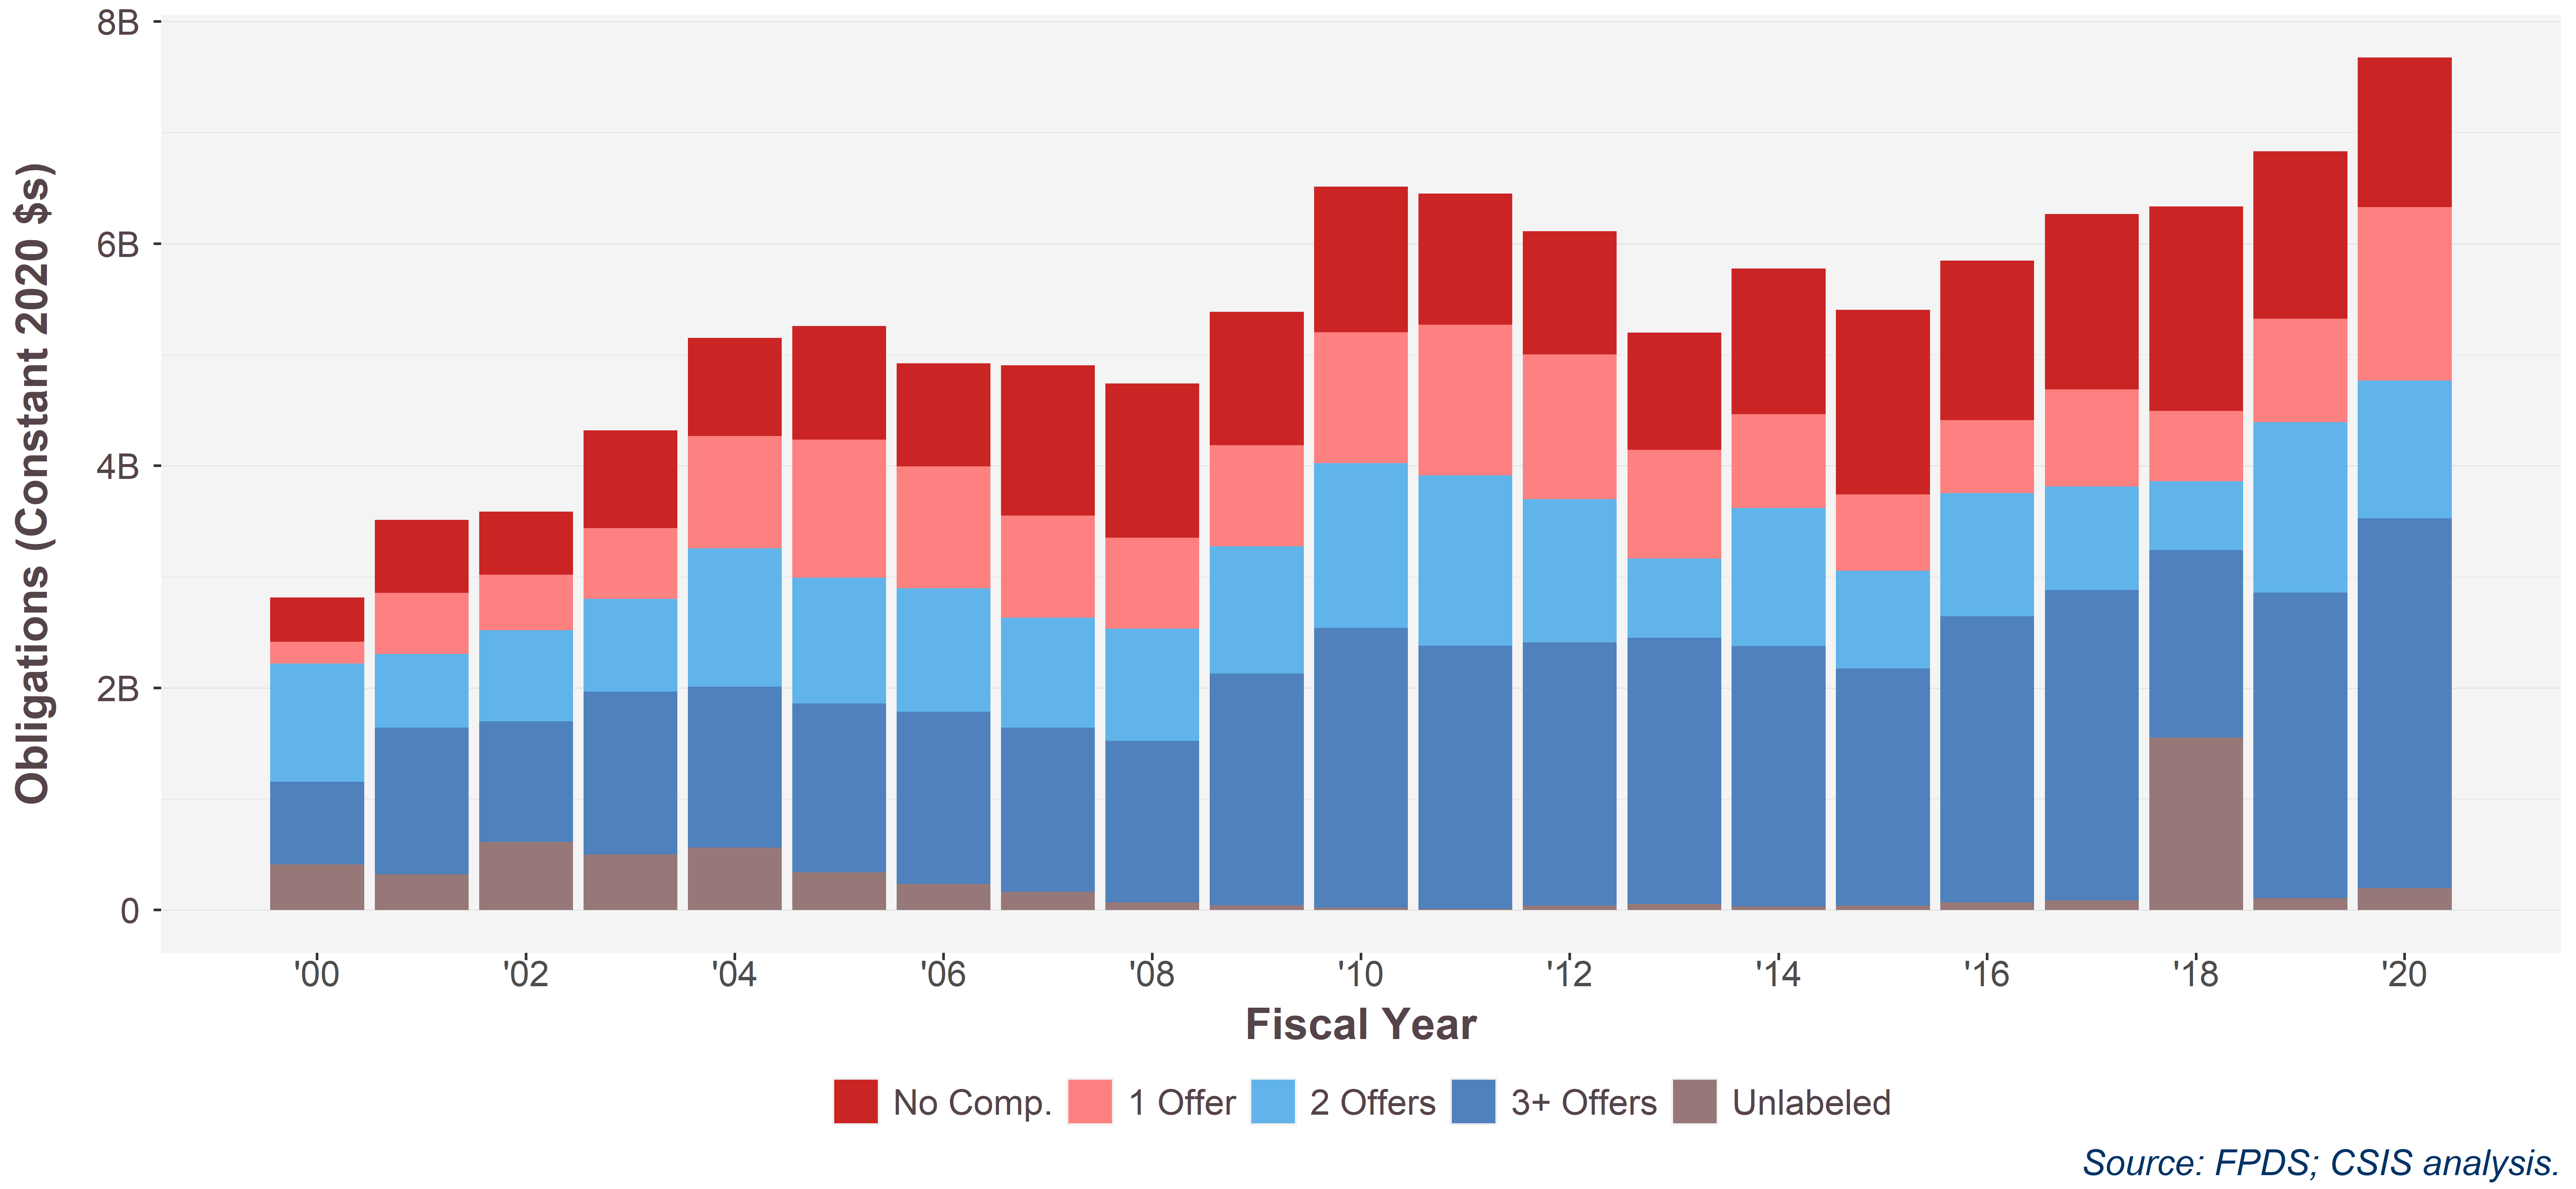 Obligations (Constant 2020 $s)
8B
6B
4B
2B
0
'00 '02 '04 '06 '08 '10 '12 '14 '16 '18 '20
Fiscal Year
No Comp. 1 Offer 2 Offers 3+ Offers Unlabeled
Source: FPDS; CSIS analysis.